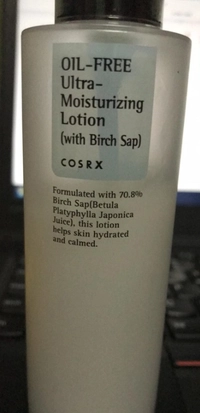 OIL-FREE
Ultra-
Moisturizing
Lotion
(with Birch Sap)
COSRX
Formulated with 70.8%
Birch Sap(Betula
Platyphylla Japonica
Juice), this lotion
helps skin hydrated
and calmed.